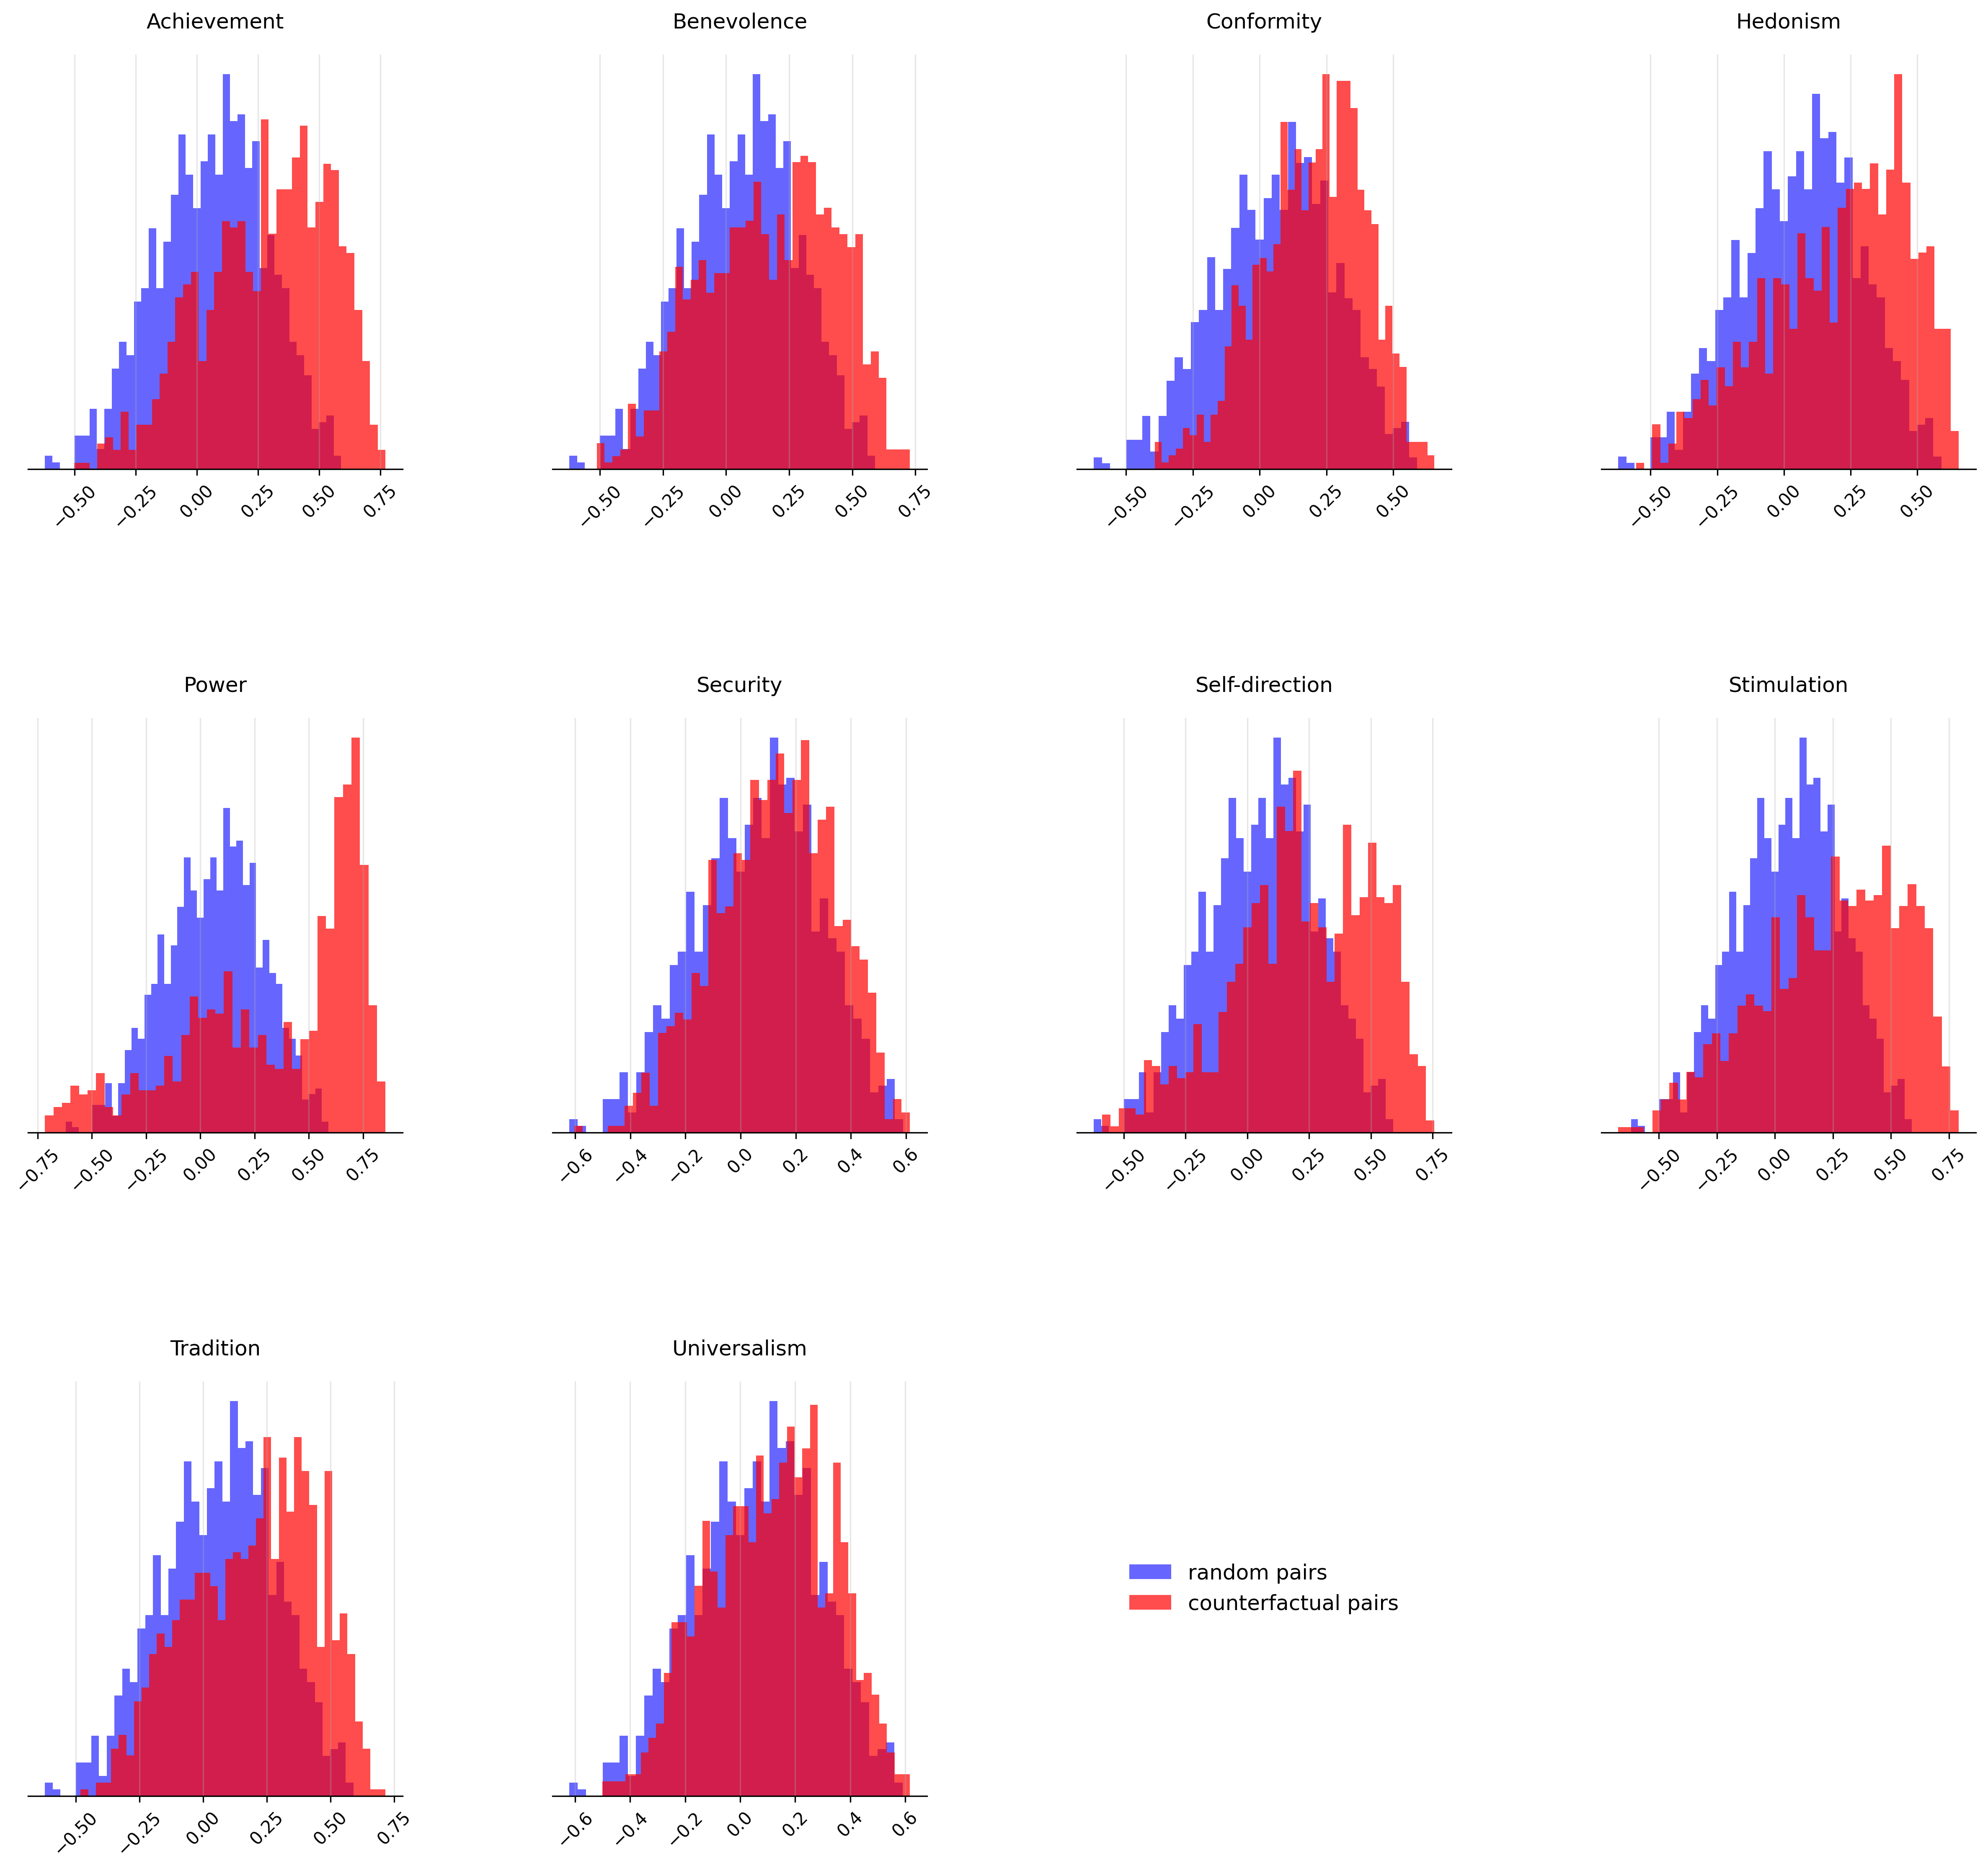 Achievement Benevolence Conformity Hedonism
−0.50 −0.25 0.00 0.25 0.50 0.75 −0.50 −0.25 0.00 0.25 0.50 0.75 −0.50 −0.25 0.00 0.25 0.50 −0.50 −0.25 0.00 0.25 0.50
Power Security Self-direction Stimulation
−0.75 −0.50 −0.25 0.00 0.25 0.50 0.75 −0.6 −0.4 −0.2 0.0 0.2 0.4 0.6 −0.50 −0.25 0.00 0.25 0.50 0.75 −0.50 −0.25 0.00 0.25 0.50 0.75
Tradition Universalism
random pairs
counterfactual pairs
−0.50 −0.25 0.00 0.25 0.50 0.75 −0.6 −0.4 −0.2 0.0 0.2 0.4 0.6